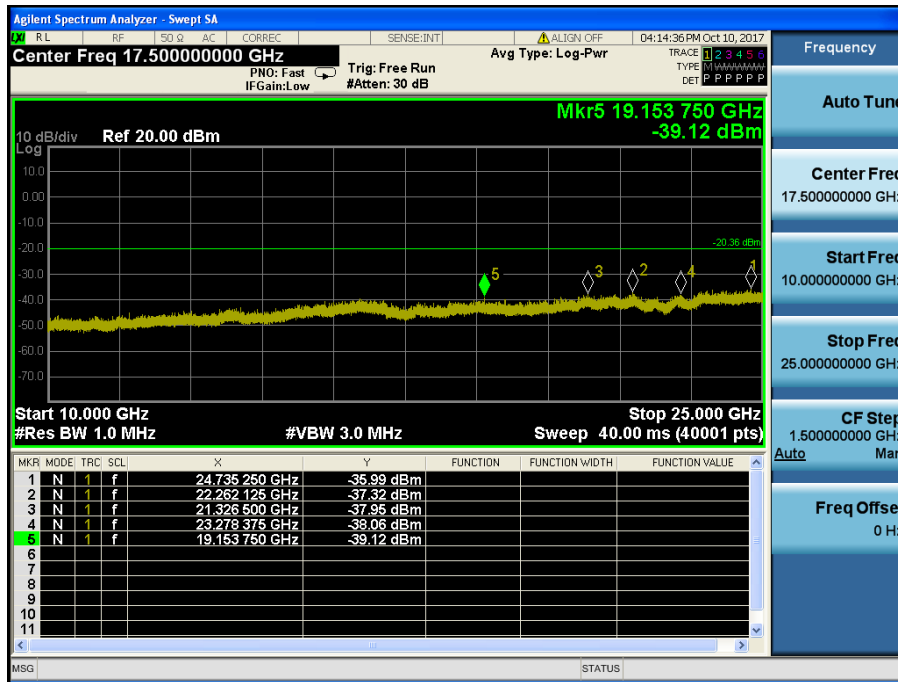 Agilent Spectrum Analyzer - Swept SA
LXI RL RF 50 Ω AC CORREC SENSE:INT ALIGN OFF 04:14:36 PM Oct 10, 2017
Center Freq 17.500000000 GHz
PNO: Fast
IFGain:Low
Trig: Free Run
#Atten: 30 dB
Avg Type: Log-Pwr
TRACE 1 2 3 4 5 6
TYPE MWWWWW
DET P P P P P P
Mkr5 19.153 750 GHz
-39.12 dBm
10 dB/div Ref 20.00 dBm
Log
10.0
0.00
-10.0
-20.0
-20.36 dBm
-30.0
5 3 2 4 1
-40.0
-50.0
-60.0
-70.0
Start 10.000 GHz Stop 25.000 GHz
#Res BW 1.0 MHz #VBW 3.0 MHz Sweep 40.00 ms (40001 pts)
MKR MODE TRC SCL X Y FUNCTION FUNCTION WIDTH FUNCTION VALUE
1 N 1 f 24.735 250 GHz -35.99 dBm
2 N 1 f 22.262 125 GHz -37.32 dBm
3 N 1 f 21.326 500 GHz -37.95 dBm
4 N 1 f 23.278 375 GHz -38.06 dBm
5 N 1 f 19.153 750 GHz -39.12 dBm
6
7
8
9
10
11
MSG STATUS
Frequency
Auto Tune
Center Freq
17.500000000 GHz
Start Freq
10.000000000 GHz
Stop Freq
25.000000000 GHz
CF Step
1.500000000 GHz
Auto Man
Freq Offset
0 Hz